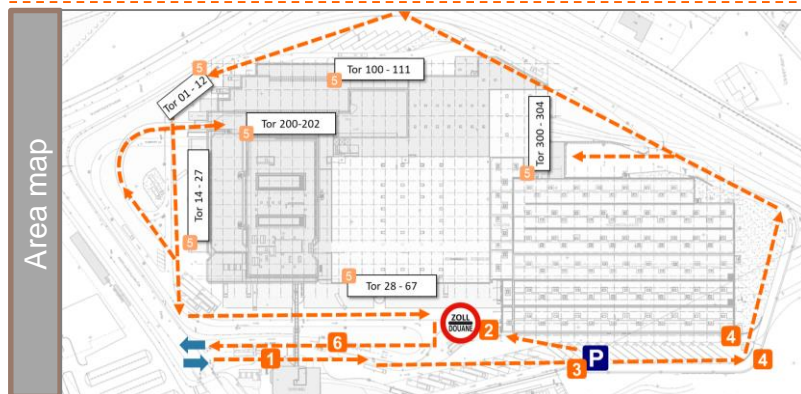 Area map
5
Tor 01 - 12
Tor 100 - 111
5
Tor 200-202
5
Tor 300 - 304
5
Tor 14 - 27
5
Tor 28 - 67
5
ZOLL
DOUANE
2
6
1
P
3
4
4